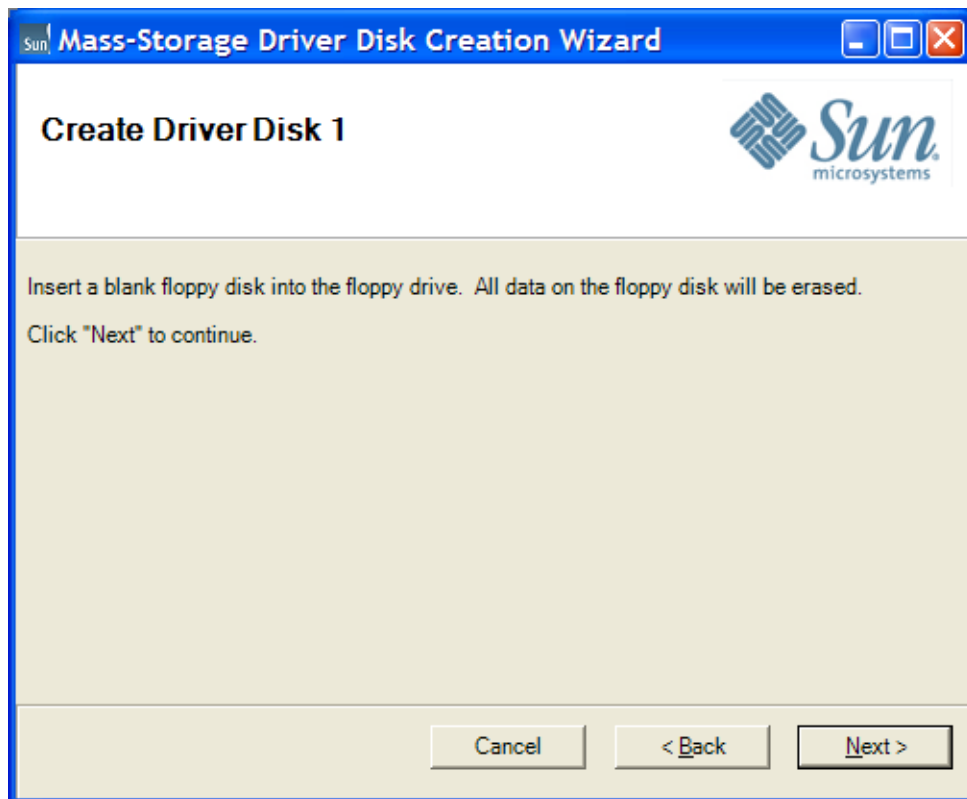 Sun Mass-Storage Driver Disk Creation Wizard
Create Driver Disk 1
Sun
microsystems
Insert a blank floppy disk into the floppy drive.  All data on the floppy disk will be erased.
Click "Next" to continue.
Cancel < Back Next >